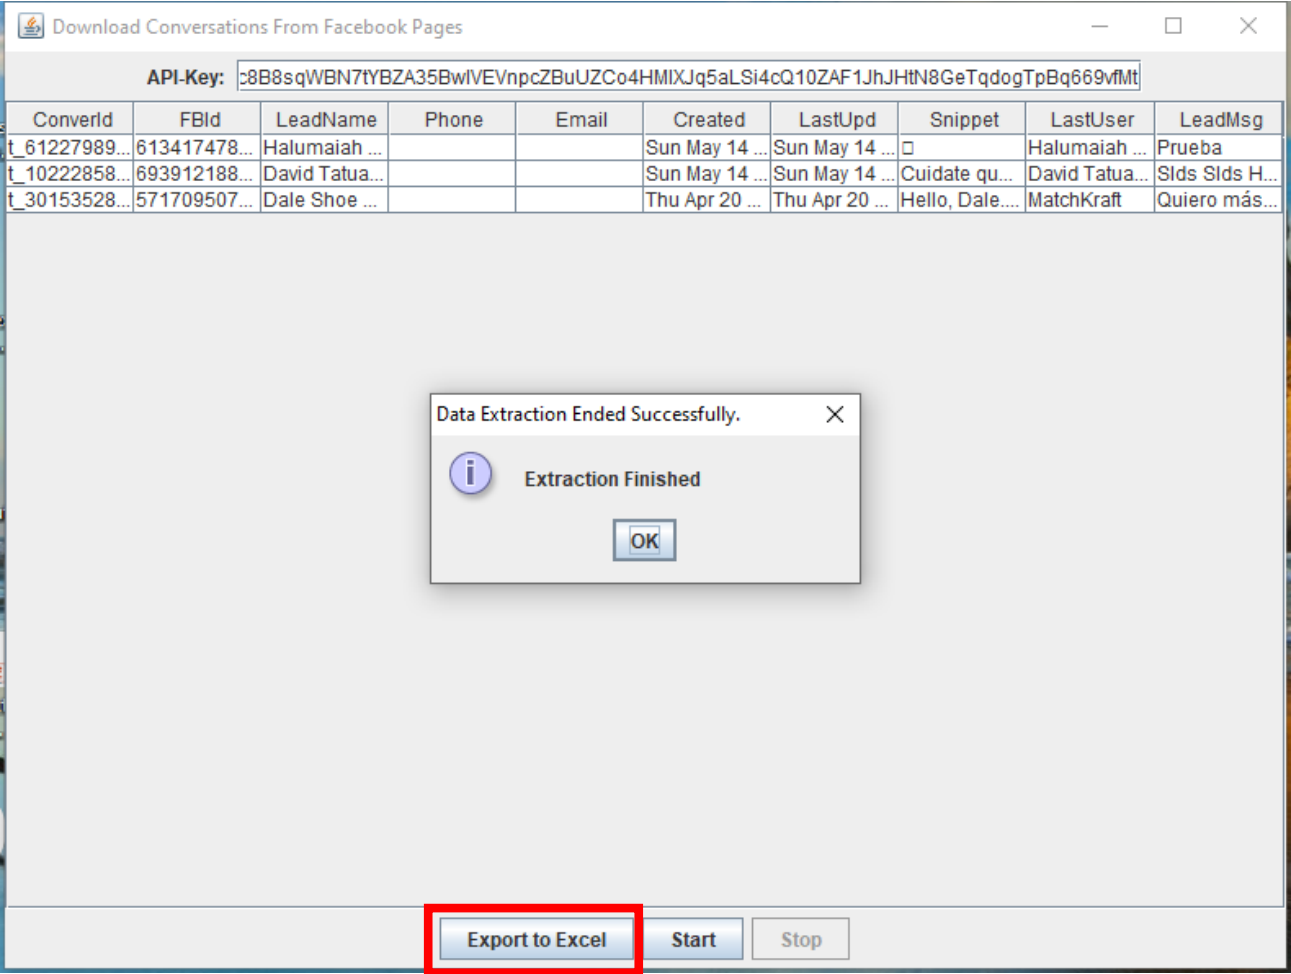 Download Conversations From Facebook Pages
API-Key: c8B8sqWBN7tYBZA35BwIVEVnpcZBuUZCo4HMIXJq5aLSi4cQ10ZAF1JhJHtN8GeTqdogTpBq669vfMt
ConverId FBId LeadName Phone Email Created LastUpd Snippet LastUser LeadMsg
t_61227989... 613417478... Halumaiah ... Sun May 14 ... Sun May 14 ... □ Halumaiah ... Prueba
t_10222858... 693912188... David Tatua... Sun May 14 ... Sun May 14 ... Cuidate qu... David Tatua... Slds Slds H...
t_30153528... 571709507... Dale Shoe ... Thu Apr 20 ... Thu Apr 20 ... Hello, Dale.... MatchKraft Quiero más...
Data Extraction Ended Successfully.
Extraction Finished
OK
Export to Excel Start Stop